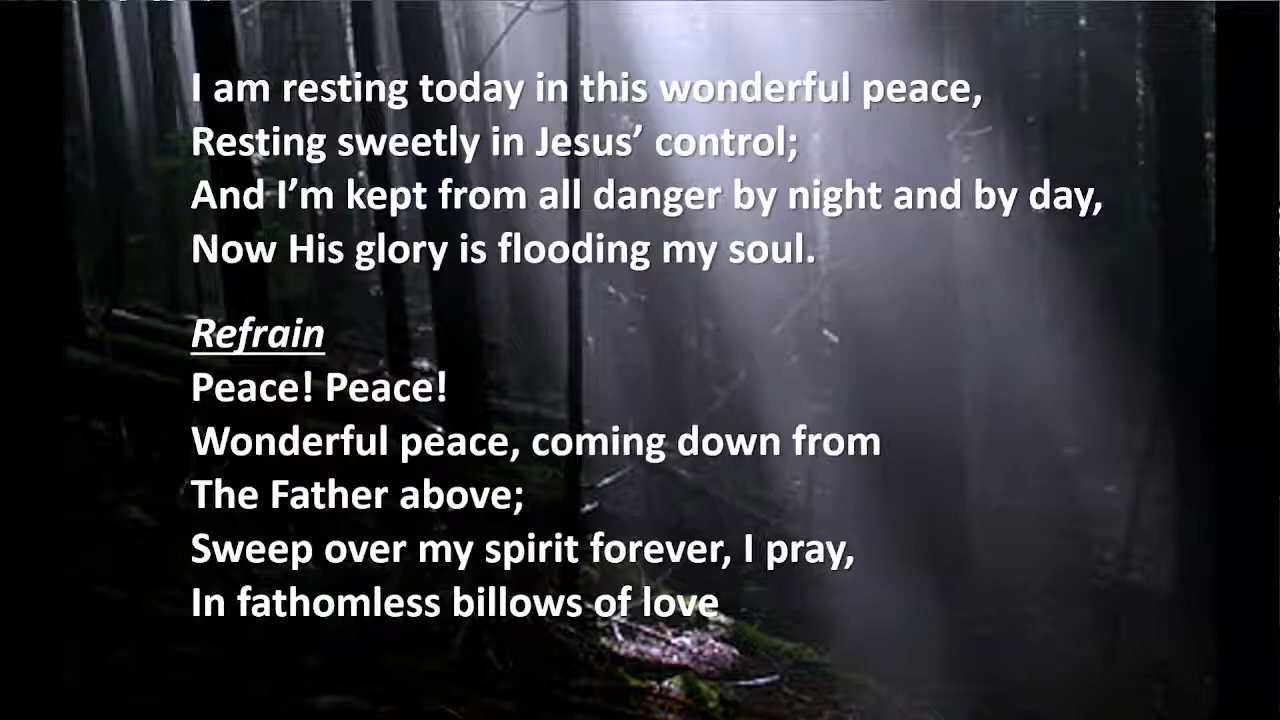 I am resting today in this wonderful peace,
Resting sweetly in Jesus’ control;
And I’m kept from all danger by night and by day,
Now His glory is flooding my soul.
Refrain
Peace! Peace!
Wonderful peace, coming down from
The Father above;
Sweep over my spirit forever, I pray,
In fathomless billows of love